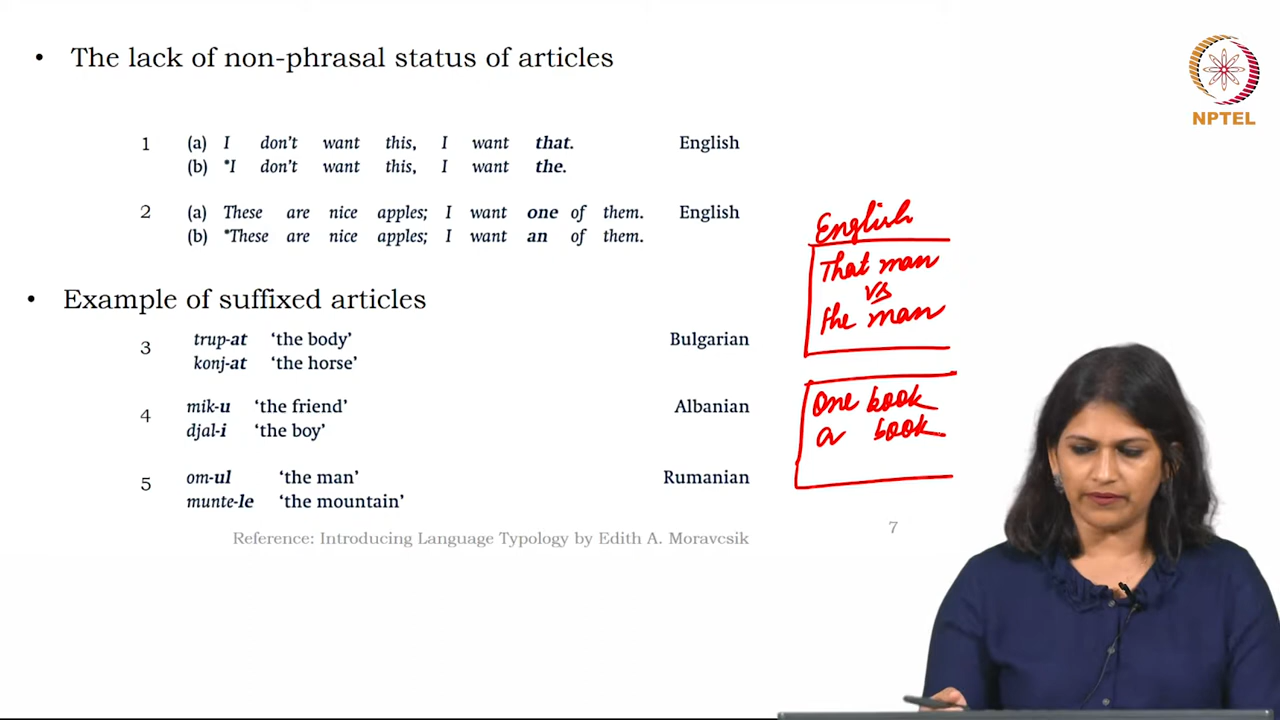 • The lack of non-phrasal status of articles
NPTEL
1 (a) I don't want this, I want that. English
(b) *I don't want this, I want the.
2 (a) These are nice apples; I want one of them. English
(b) *These are nice apples; I want an of them.
• Example of suffixed articles
3 trup-at 'the body' Bulgarian
konj-at 'the horse'
4 mik-u 'the friend' Albanian
djal-i 'the boy'
5 om-ul 'the man' Rumanian
munte-le 'the mountain'
Reference: Introducing Language Typology by Edith A. Moravcsik
7
English
That man
vs
the man
One book
a book